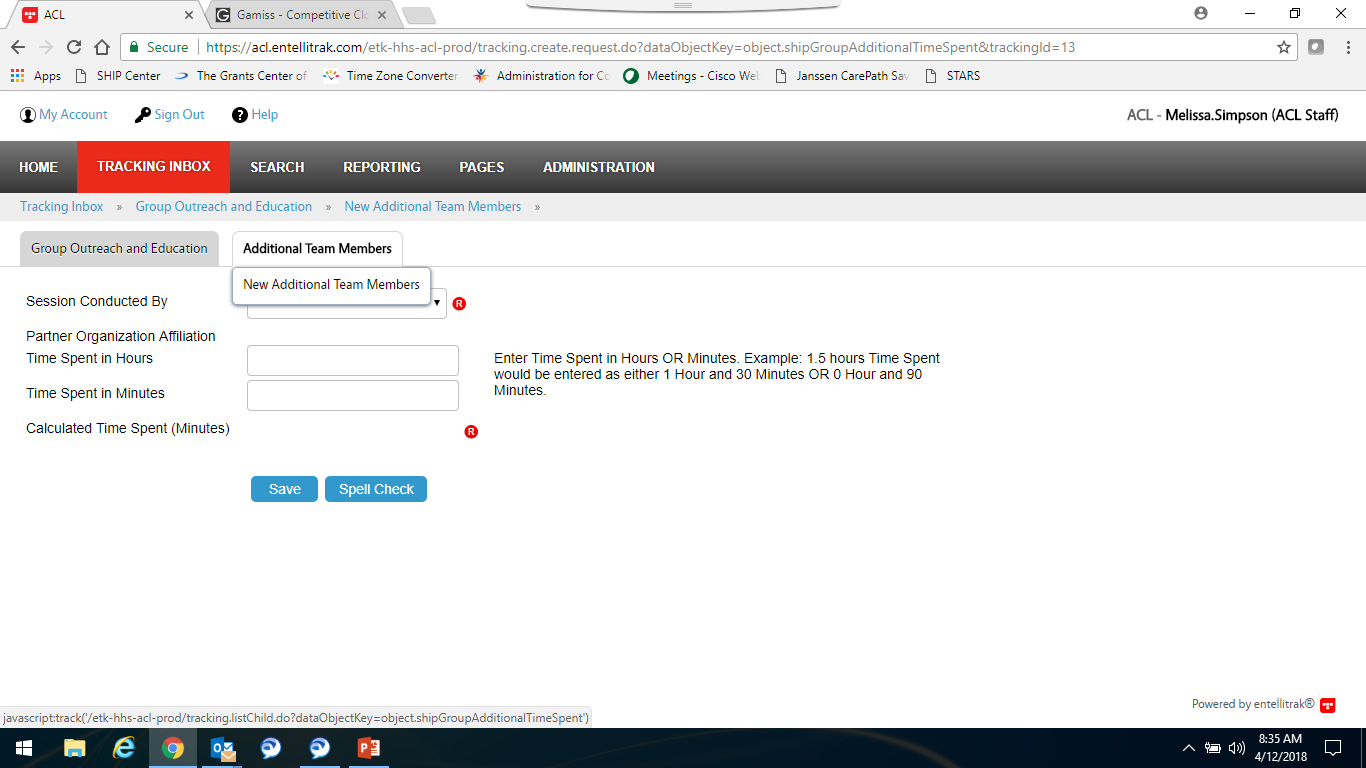 ACL
Gamiss - Competitive Clo
Secure
https://acl.entellitrak.com/etk-hhs-acl-prod/tracking.create.request.do?dataObjectKey=object.shipGroupAdditionalTimeSpent&trackingId=13
Apps
SHIP Center
The Grants Center of
Time Zone Converter
Administration for Co
Meetings - Cisco Web
Janssen CarePath Sav
STARS
My Account
Sign Out
? Help
ACL - Melissa.Simpson (ACL Staff)
HOME
TRACKING INBOX
SEARCH
REPORTING
PAGES
ADMINISTRATION
Tracking Inbox » Group Outreach and Education » New Additional Team Members »
Group Outreach and Education
Additional Team Members
New Additional Team Members
Session Conducted By
R
Partner Organization Affiliation
Time Spent in Hours
Enter Time Spent in Hours OR Minutes. Example: 1.5 hours Time Spent
would be entered as either 1 Hour and 30 Minutes OR 0 Hour and 90
Minutes.
Time Spent in Minutes
Calculated Time Spent (Minutes)
R
Save
Spell Check
Powered by entellitrak®
javascript:track('/etk-hhs-acl-prod/tracking.listChild.do?dataObjectKey=object.shipGroupAdditionalTimeSpent')
8:35 AM
4/12/2018